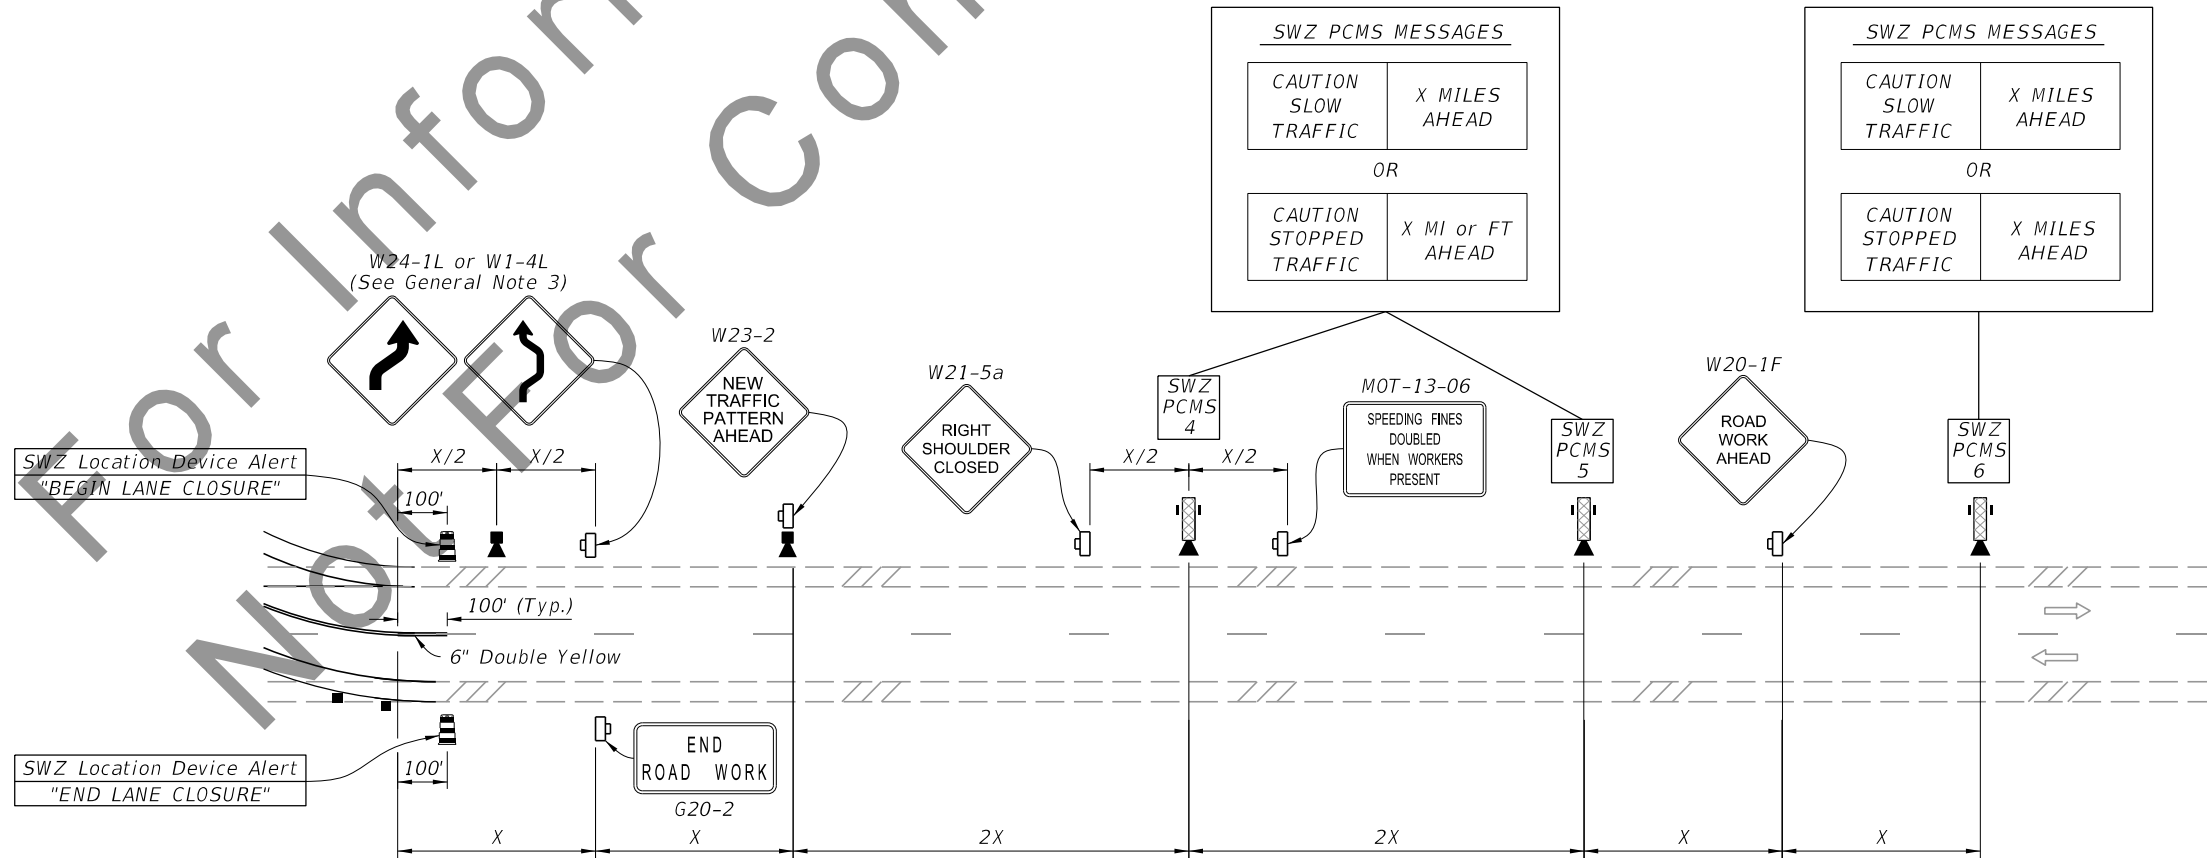 SWZ PCMS MESSAGES
CAUTION
SLOW
TRAFFIC
X MILES
AHEAD
OR
CAUTION
STOPPED
TRAFFIC
X MI or FT
AHEAD
SWZ PCMS MESSAGES
CAUTION
SLOW
TRAFFIC
X MILES
AHEAD
OR
CAUTION
STOPPED
TRAFFIC
X MILES
AHEAD
For Infor
Not For Con
W24-1L or W1-4L
(See General Note 3)
W23-2
NEW
TRAFFIC
PATTERN
AHEAD
W21-5a
RIGHT
SHOULDER
CLOSED
SWZ
PCMS
4
MOT-13-06
SPEEDING FINES
DOUBLED
WHEN WORKERS
PRESENT
SWZ
PCMS
5
W20-1F
ROAD
WORK
AHEAD
SWZ
PCMS
6
SWZ Location Device Alert
"BEGIN LANE CLOSURE"
X/2
X/2
X/2
X/2
100'
100' (Typ.)
6" Double Yellow
SWZ Location Device Alert
"END LANE CLOSURE"
100'
END
ROAD WORK
G20-2
X
X
2X
2X
X
X